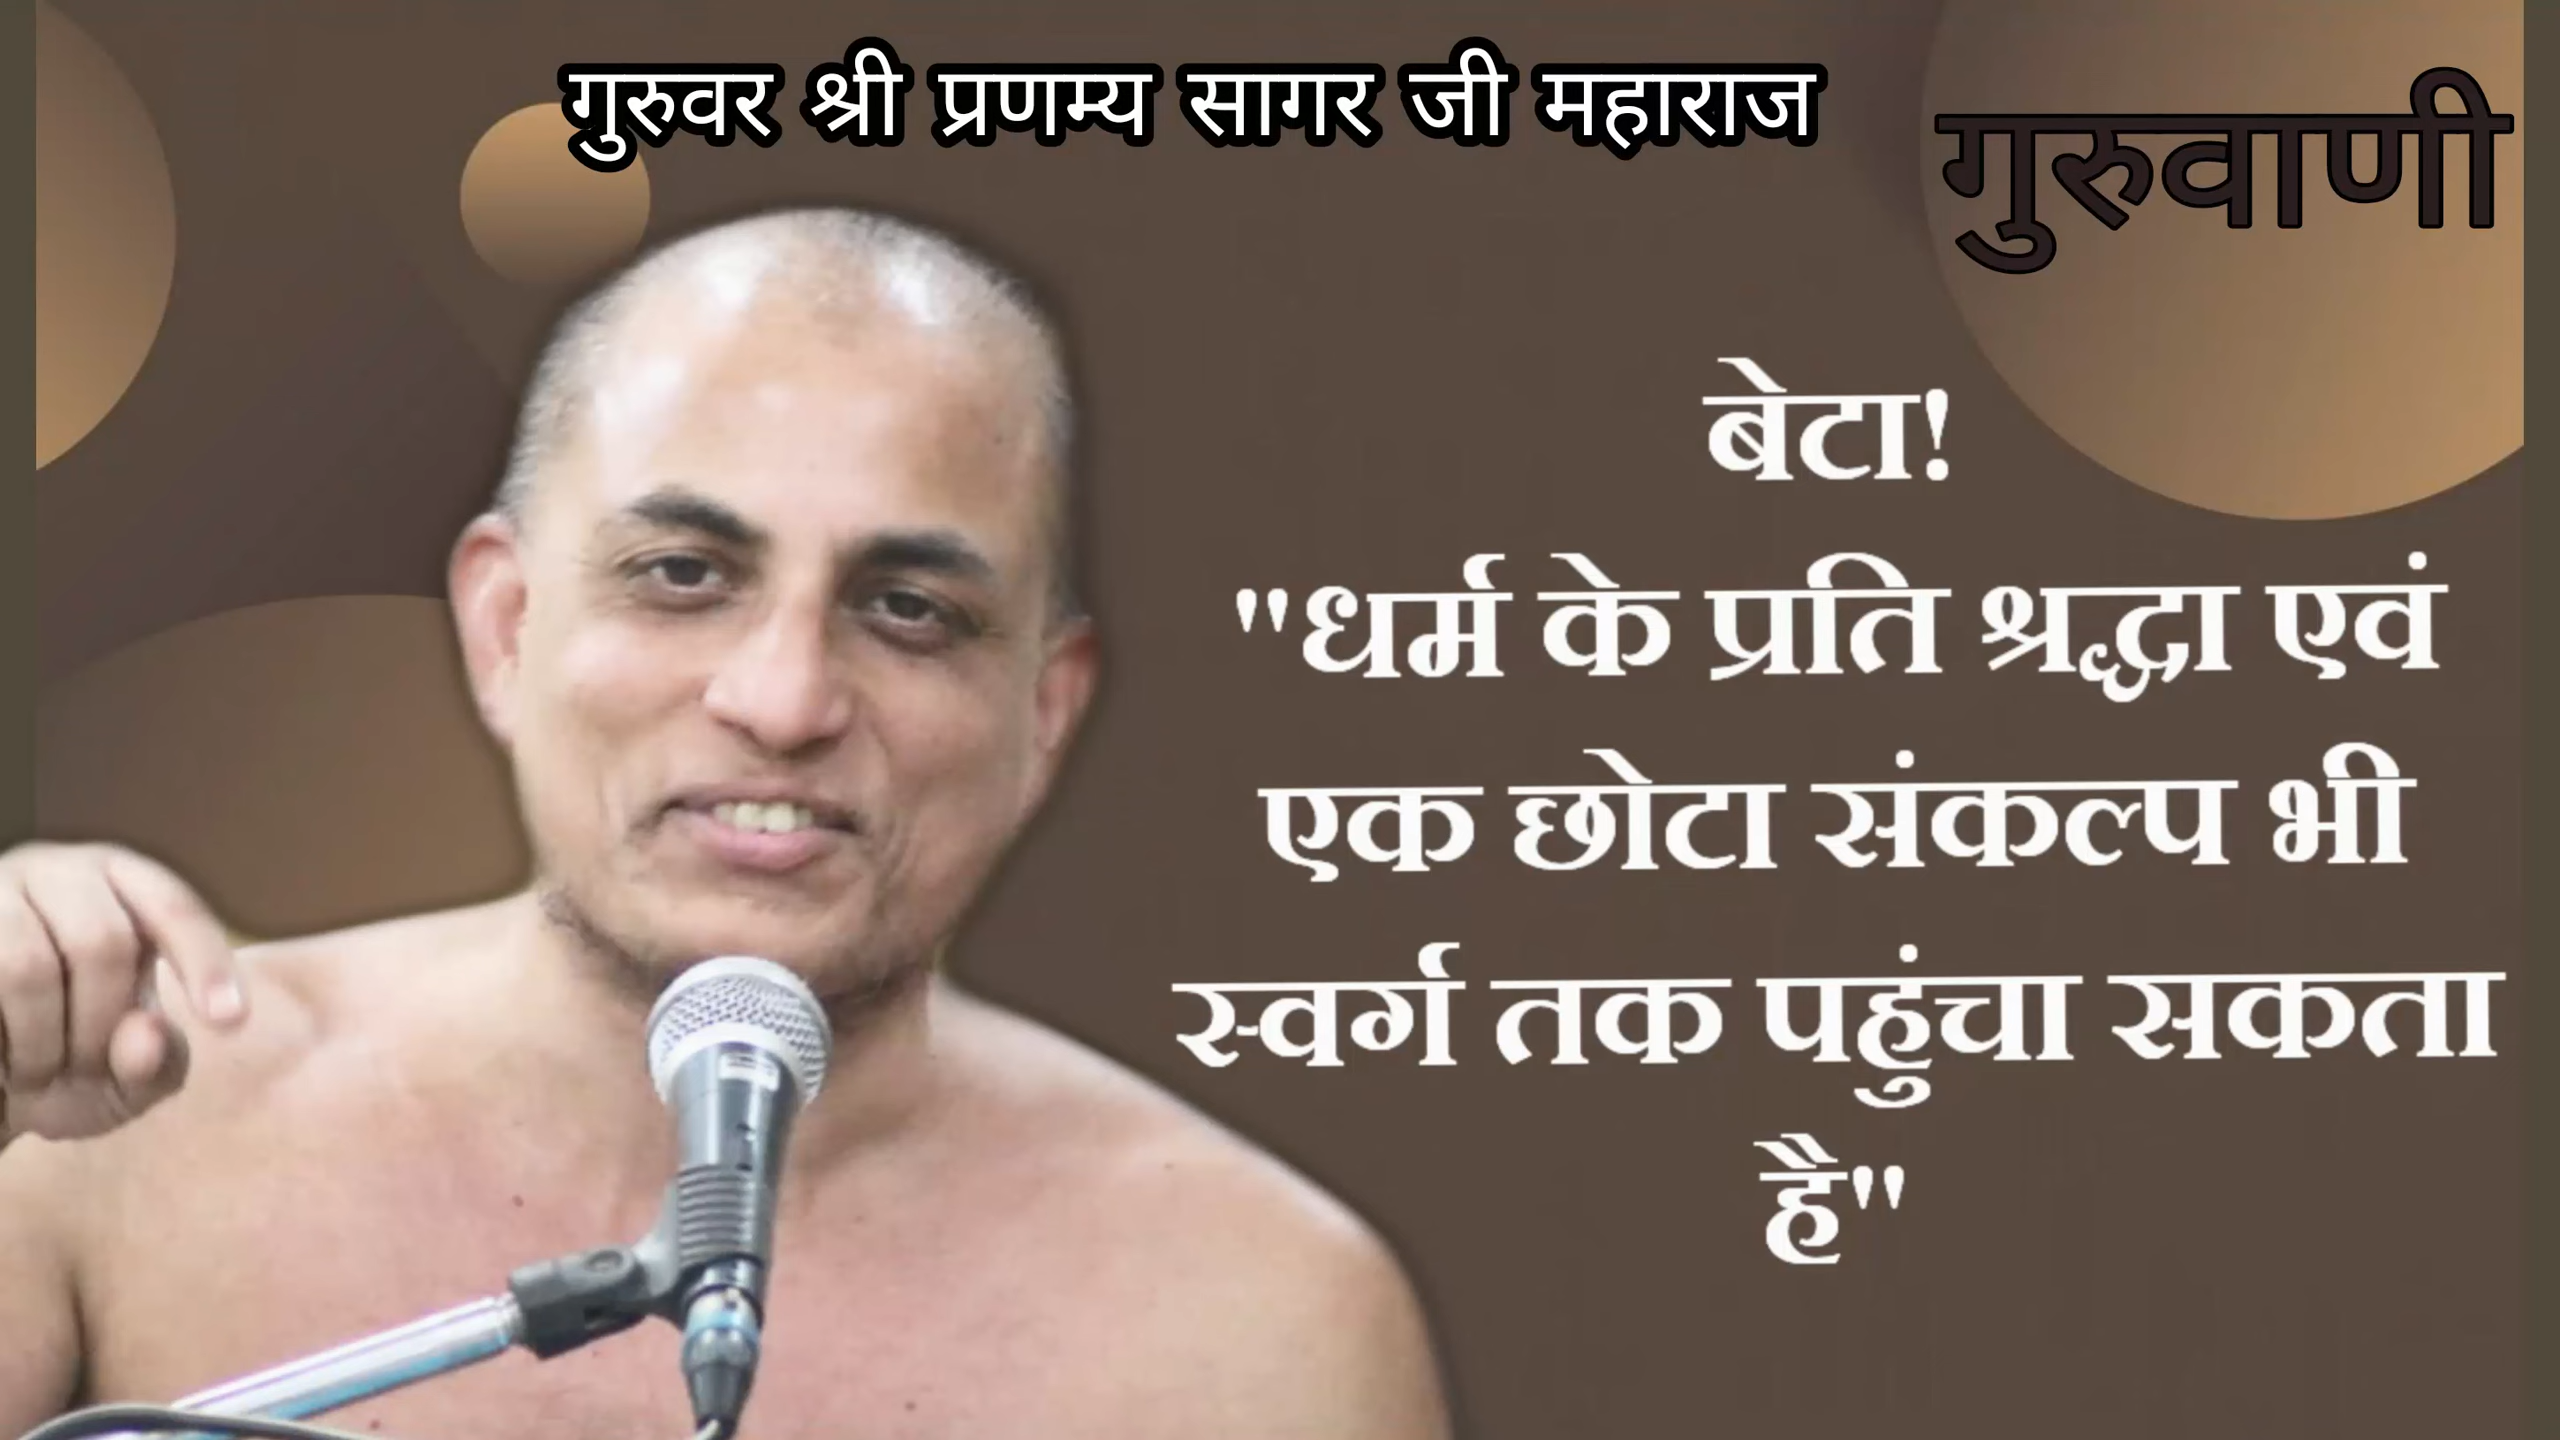 गुरुवर श्री प्रणम्य सागर जी महाराज
गुरुवाणी
बेटा!
"धर्म के प्रति श्रद्धा एवं
एक छोटा संकल्प भी
स्वर्ग तक पहुंचा सकता
है"